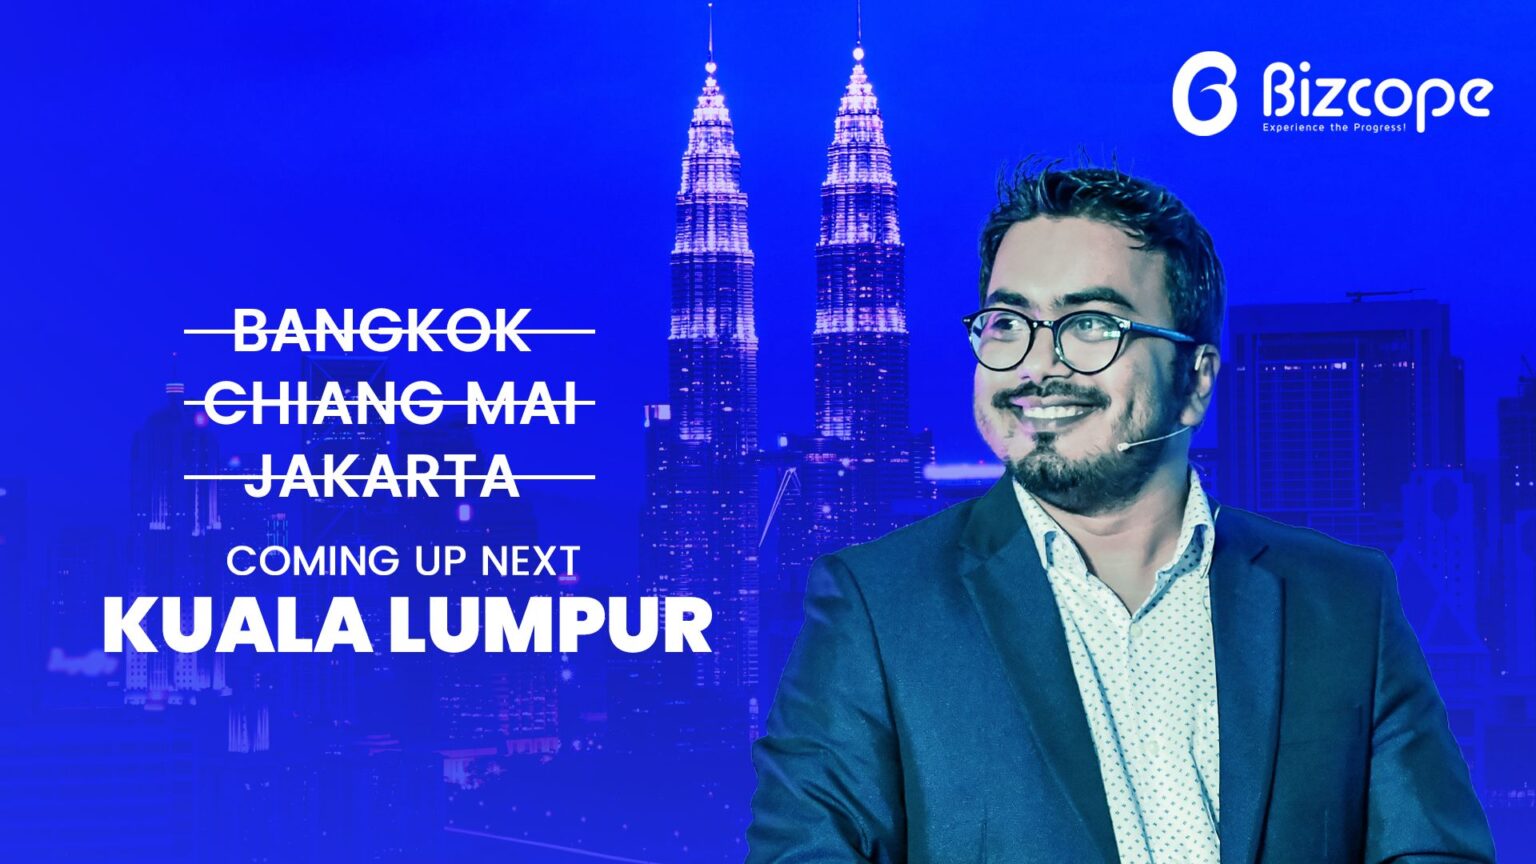 Bizcope
Experience the Progress!
BANGKOK
CHIANG MAI
JAKARTA
COMING UP NEXT
KUALA LUMPUR